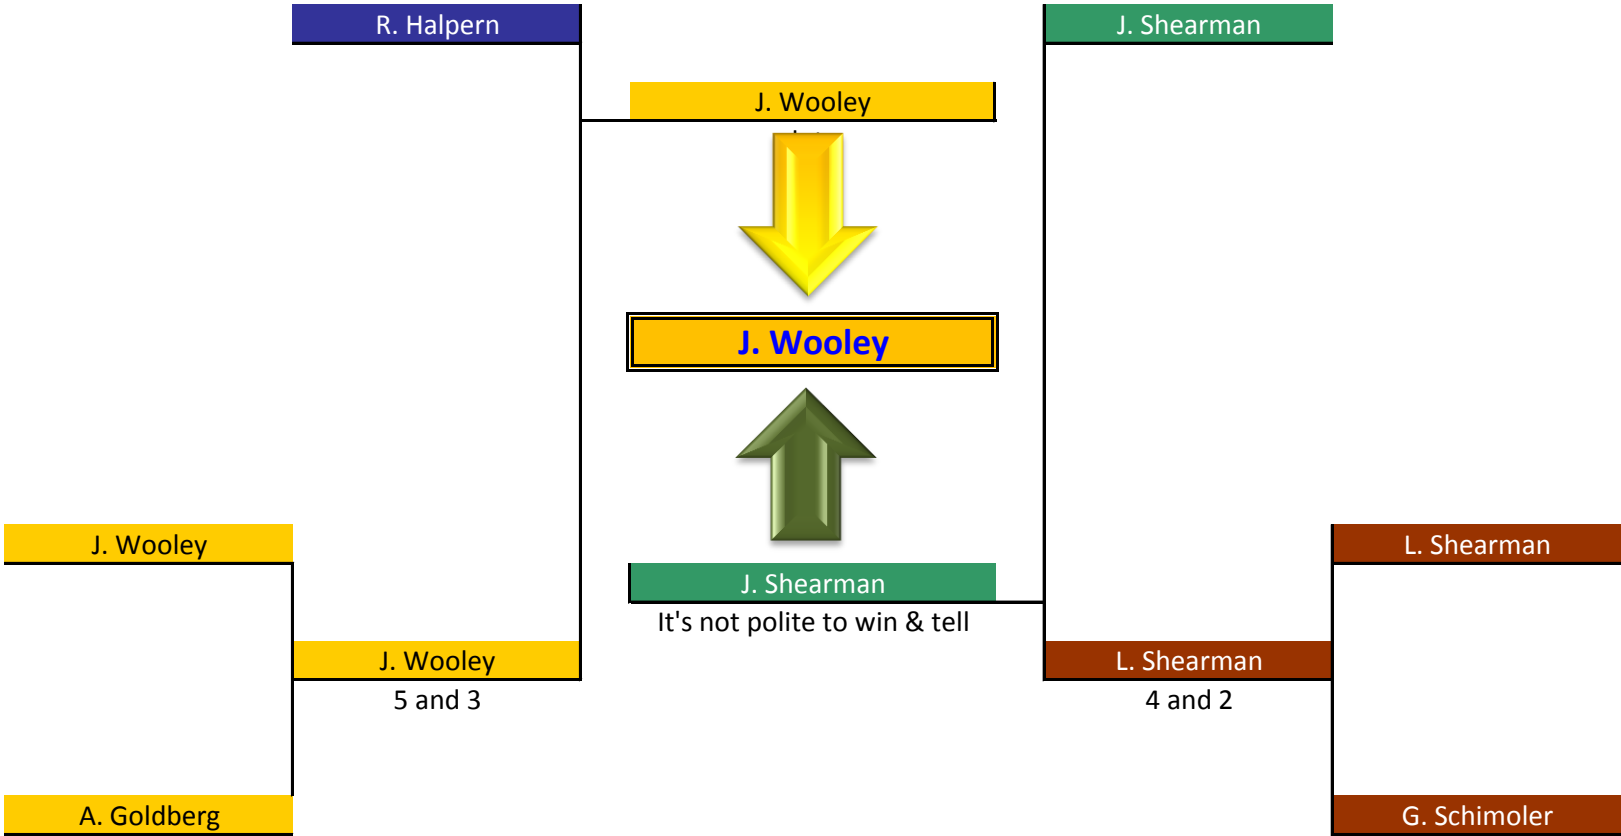 R. Halpern
J. Shearman
J. Wooley
J. Wooley
J. Wooley
L. Shearman
J. Shearman
It's not polite to win & tell
J. Wooley
L. Shearman
5 and 3
4 and 2
A. Goldberg
G. Schimoler